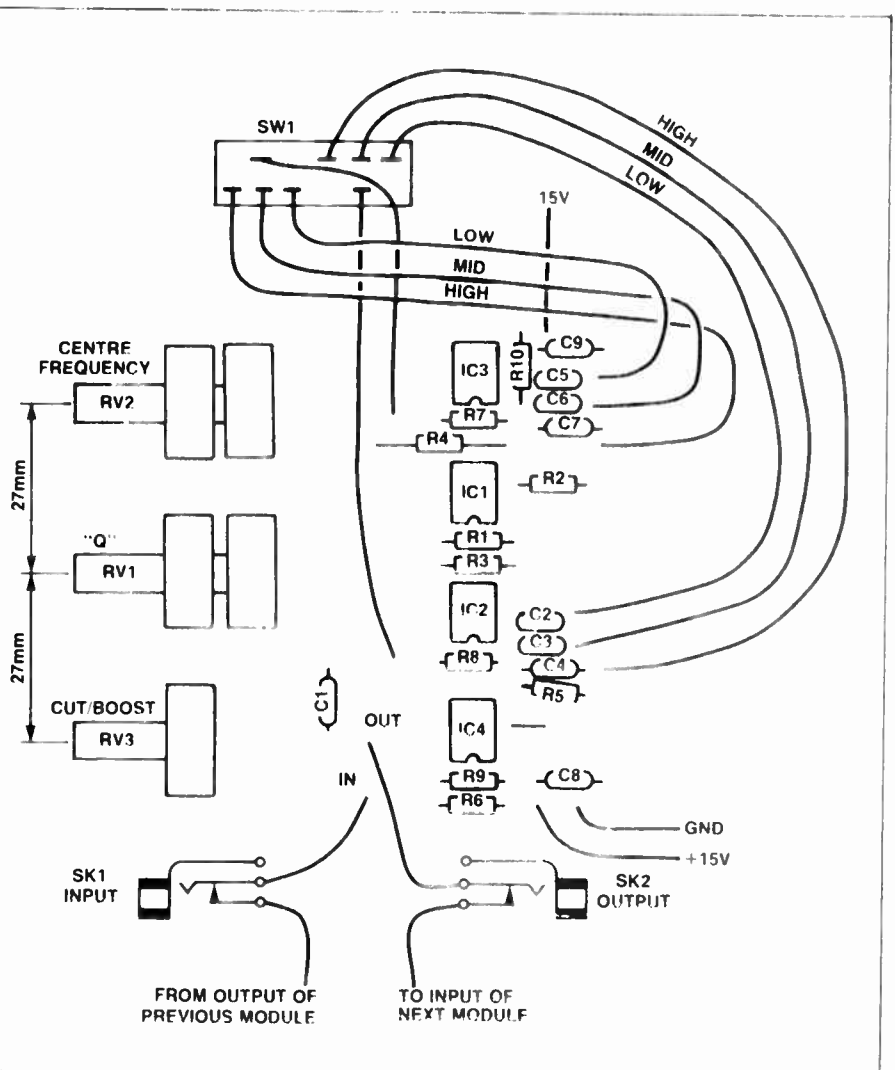 SW1
HIGH
MID
LOW
15V
LOW
MID
HIGH
CENTRE
FREQUENCY
RV2
IC3
R10
C9
C5
C6
C7
R7
R4
27mm
IC1
R2
"Q"
RV1
R1
R3
IC2
C2
C3
C4
R8
R5
27mm
CUT/BOOST
RV3
C1
OUT
IC4
IN
R9
C8
R6
GND
+15V
SK1
INPUT
SK2
OUTPUT
FROM OUTPUT OF
PREVIOUS MODULE
TO INPUT OF
NEXT MODULE